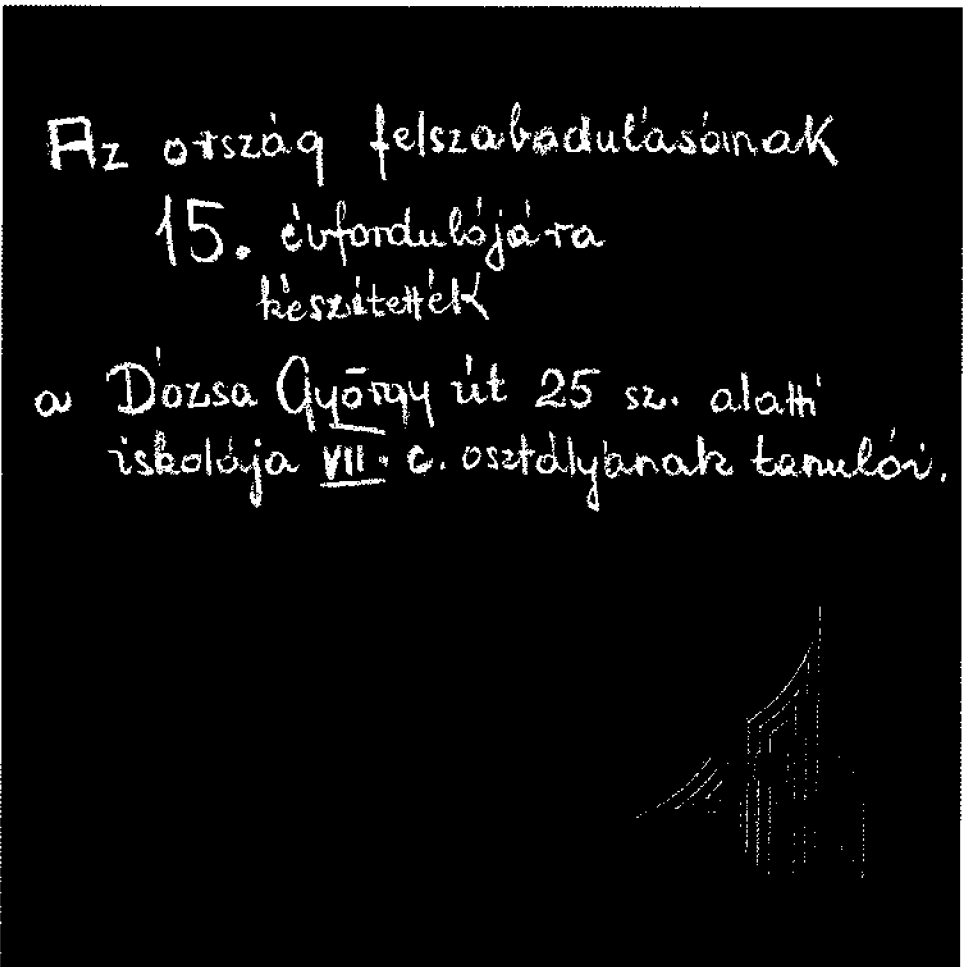 Az ország felszabadulásának
15. évfordulójára
készítették
a Dózsa György út 25 sz. alatti
iskolája VII. c. osztályának tanulói.